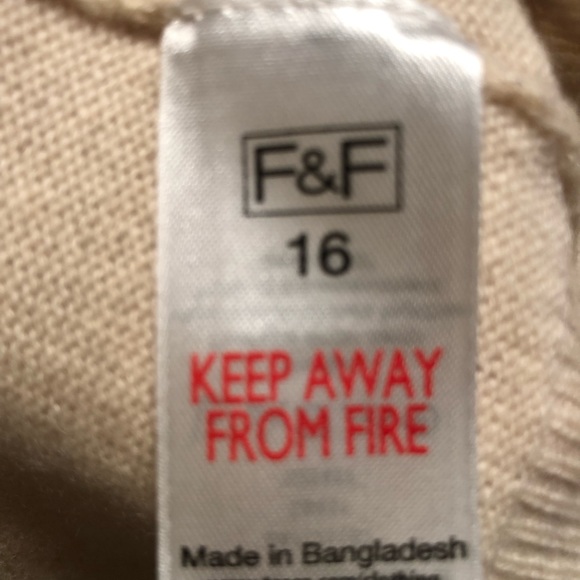 F&F
16
KEEP AWAY
FROM FIRE
Made in Bangladesh